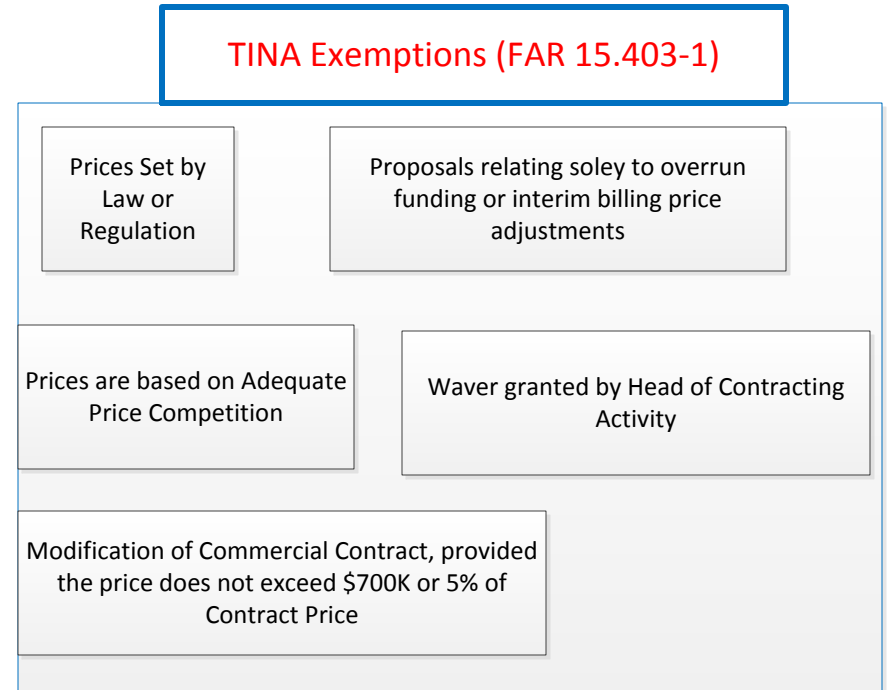 TINA Exemptions (FAR 15.403-1)
Prices Set by
Law or
Regulation
Proposals relating soley to overrun
funding or interim billing price
adjustments
Prices are based on Adequate
Price Competition
Waver granted by Head of Contracting
Activity
Modification of Commercial Contract, provided
the price does not exceed $700K or 5% of
Contract Price